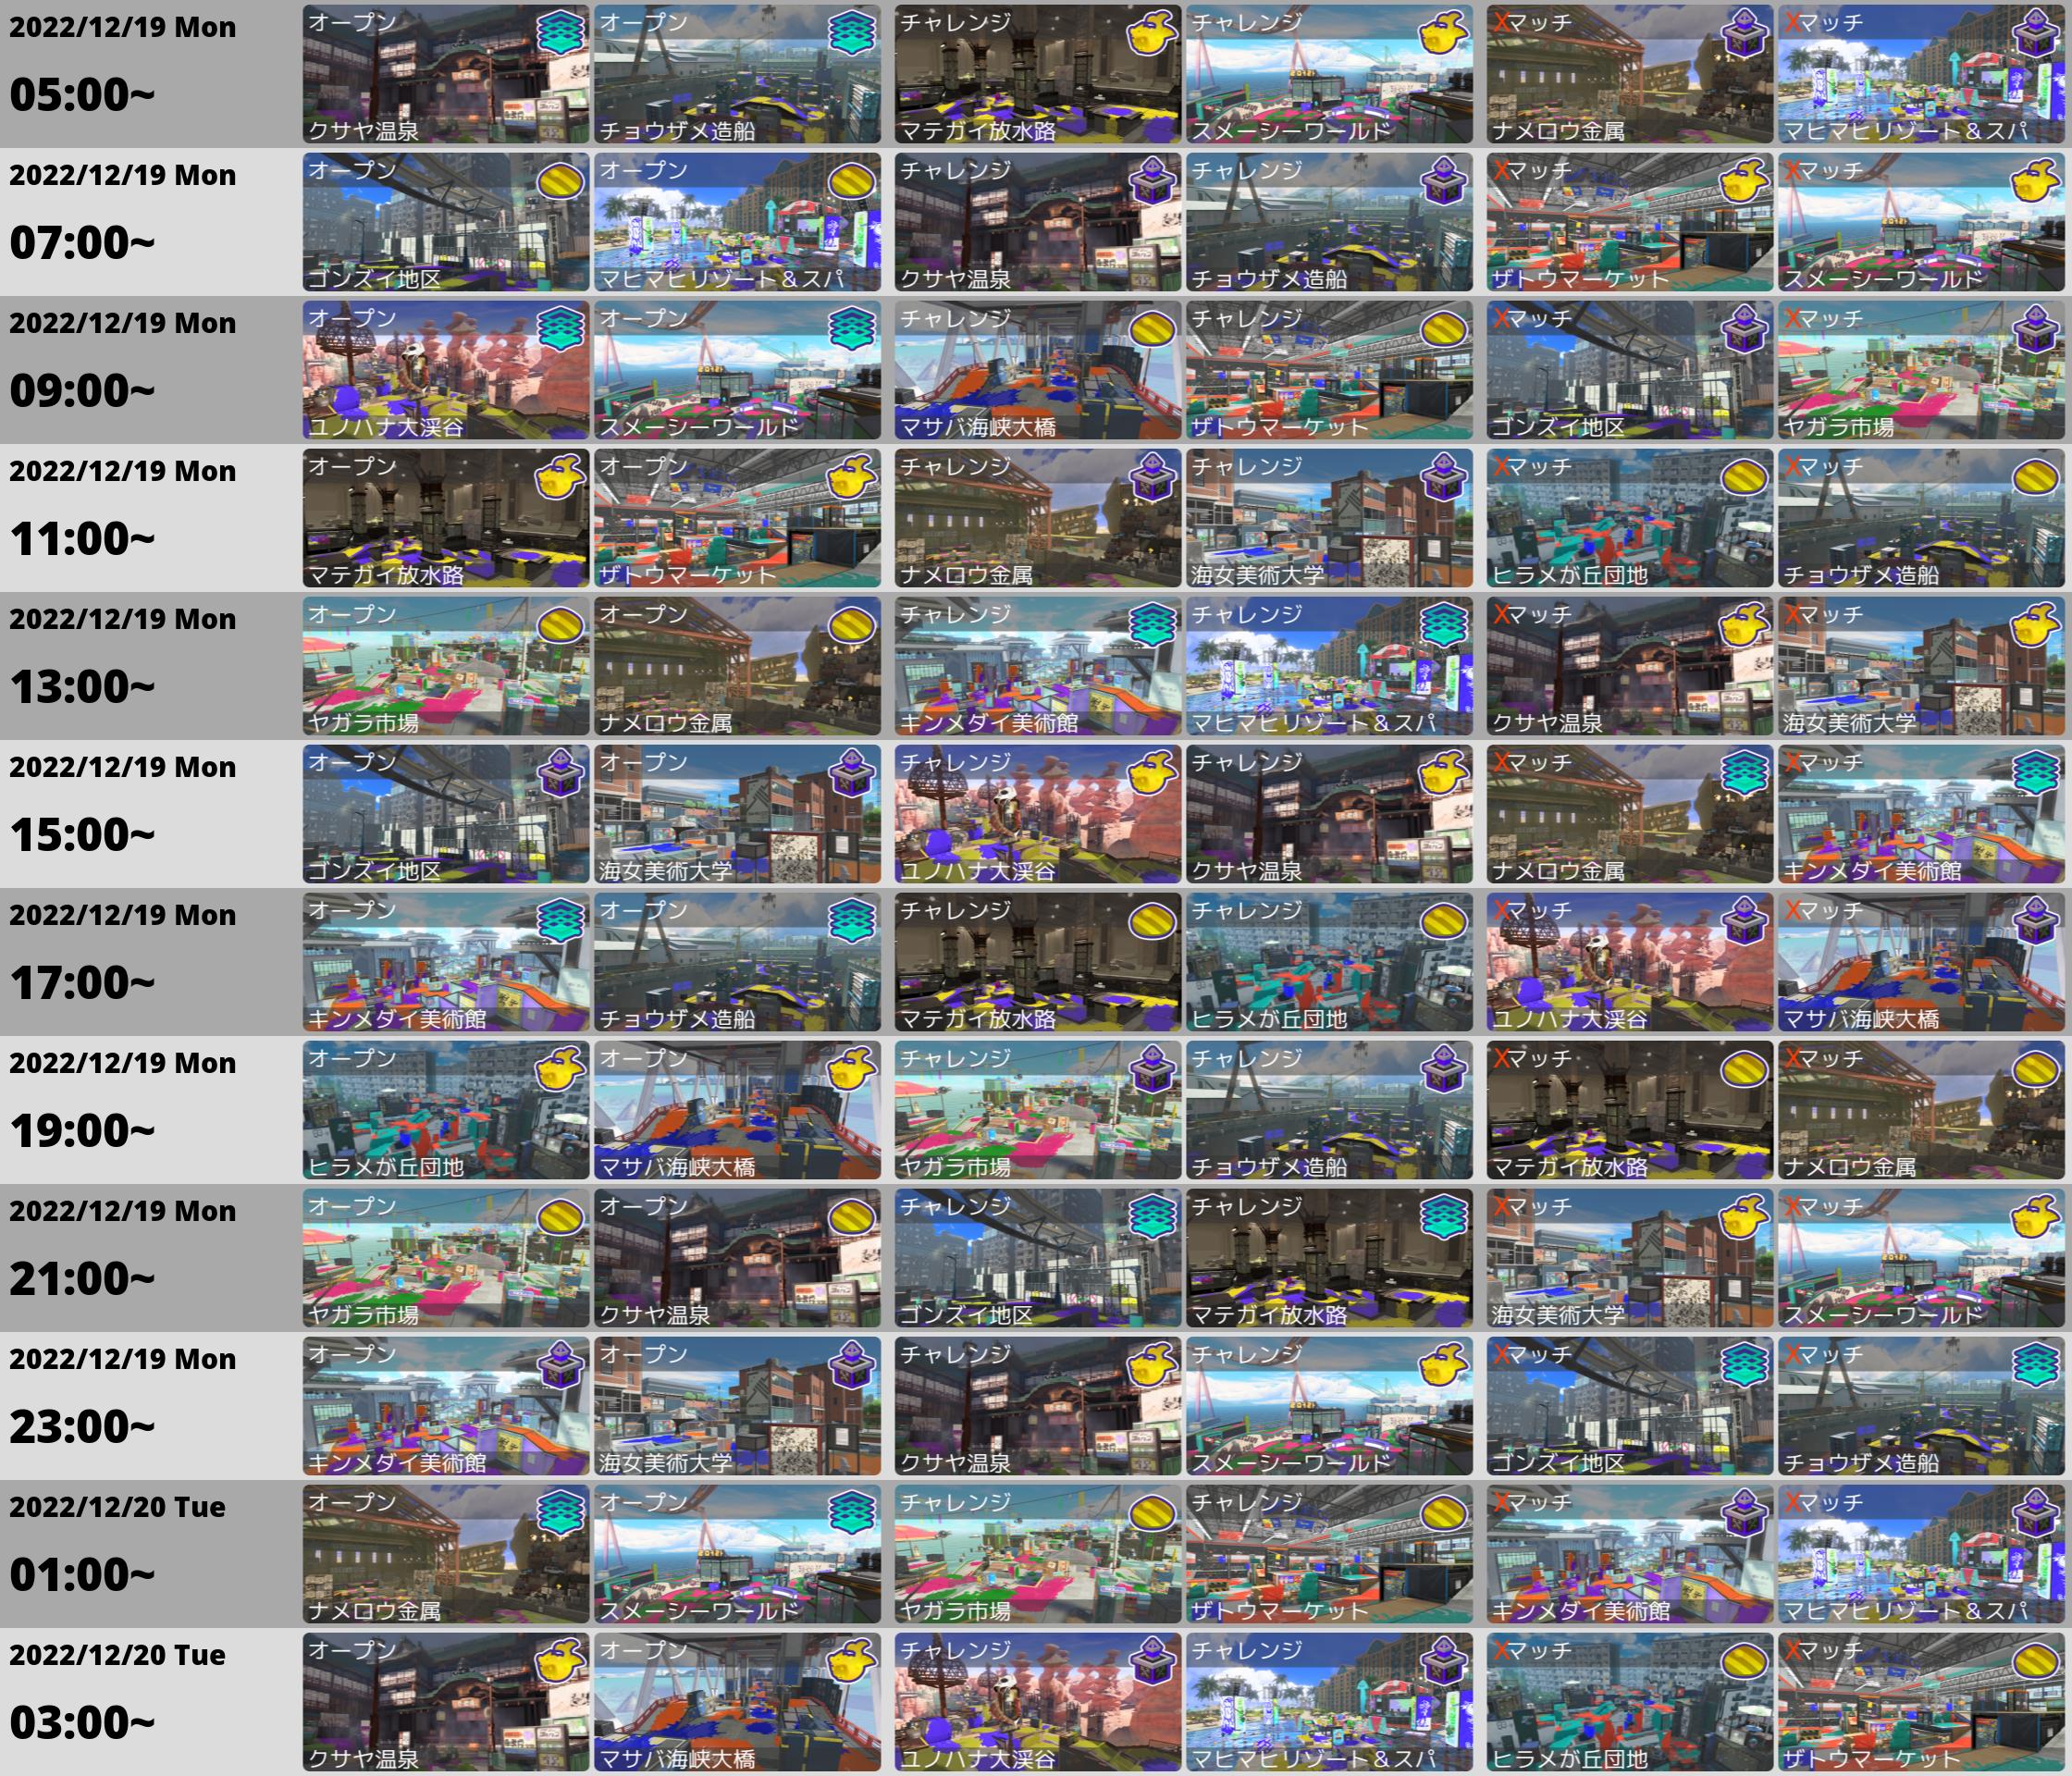 2022/12/19 Mon
05:00~
オープン オープン チャレンジ チャレンジ Xマッチ Xマッチ
クサヤ温泉 チョウザメ造船 マテガイ放水路 スメーシーワールド ナメロウ金属 マヒマヒリゾート＆スパ
2022/12/19 Mon
07:00~
オープン オープン チャレンジ チャレンジ Xマッチ Xマッチ
ゴンズイ地区 マヒマヒリゾート＆スパ クサヤ温泉 チョウザメ造船 ザトウマーケット スメーシーワールド
2022/12/19 Mon
09:00~
オープン オープン チャレンジ チャレンジ Xマッチ Xマッチ
ユノハナ大渓谷 スメーシーワールド マサバ海峡大橋 ザトウマーケット ゴンズイ地区 ヤガラ市場
2022/12/19 Mon
11:00~
オープン オープン チャレンジ チャレンジ Xマッチ Xマッチ
マテガイ放水路 ザトウマーケット ナメロウ金属 海女美術大学 ヒラメが丘団地 チョウザメ造船
2022/12/19 Mon
13:00~
オープン オープン チャレンジ チャレンジ Xマッチ Xマッチ
ヤガラ市場 ナメロウ金属 キンメダイ美術館 マヒマヒリゾート＆スパ クサヤ温泉 海女美術大学
2022/12/19 Mon
15:00~
オープン オープン チャレンジ チャレンジ Xマッチ Xマッチ
ゴンズイ地区 海女美術大学 ユノハナ大渓谷 クサヤ温泉 ナメロウ金属 キンメダイ美術館
2022/12/19 Mon
17:00~
オープン オープン チャレンジ チャレンジ Xマッチ Xマッチ
キンメダイ美術館 チョウザメ造船 マテガイ放水路 ヒラメが丘団地 ユノハナ大渓谷 マサバ海峡大橋
2022/12/19 Mon
19:00~
オープン オープン チャレンジ チャレンジ Xマッチ Xマッチ
ヒラメが丘団地 マサバ海峡大橋 ヤガラ市場 チョウザメ造船 マテガイ放水路 ナメロウ金属
2022/12/19 Mon
21:00~
オープン オープン チャレンジ チャレンジ Xマッチ Xマッチ
ヤガラ市場 クサヤ温泉 ゴンズイ地区 マテガイ放水路 海女美術大学 スメーシーワールド
2022/12/19 Mon
23:00~
オープン オープン チャレンジ チャレンジ Xマッチ Xマッチ
キンメダイ美術館 海女美術大学 クサヤ温泉 スメーシーワールド ゴンズイ地区 チョウザメ造船
2022/12/20 Tue
01:00~
オープン オープン チャレンジ チャレンジ Xマッチ Xマッチ
ナメロウ金属 スメーシーワールド ヤガラ市場 ザトウマーケット キンメダイ美術館 マヒマヒリゾート＆スパ
2022/12/20 Tue
03:00~
オープン オープン チャレンジ チャレンジ Xマッチ Xマッチ
クサヤ温泉 マサバ海峡大橋 ユノハナ大渓谷 マヒマヒリゾート＆スパ ヒラメが丘団地 ザトウマーケット